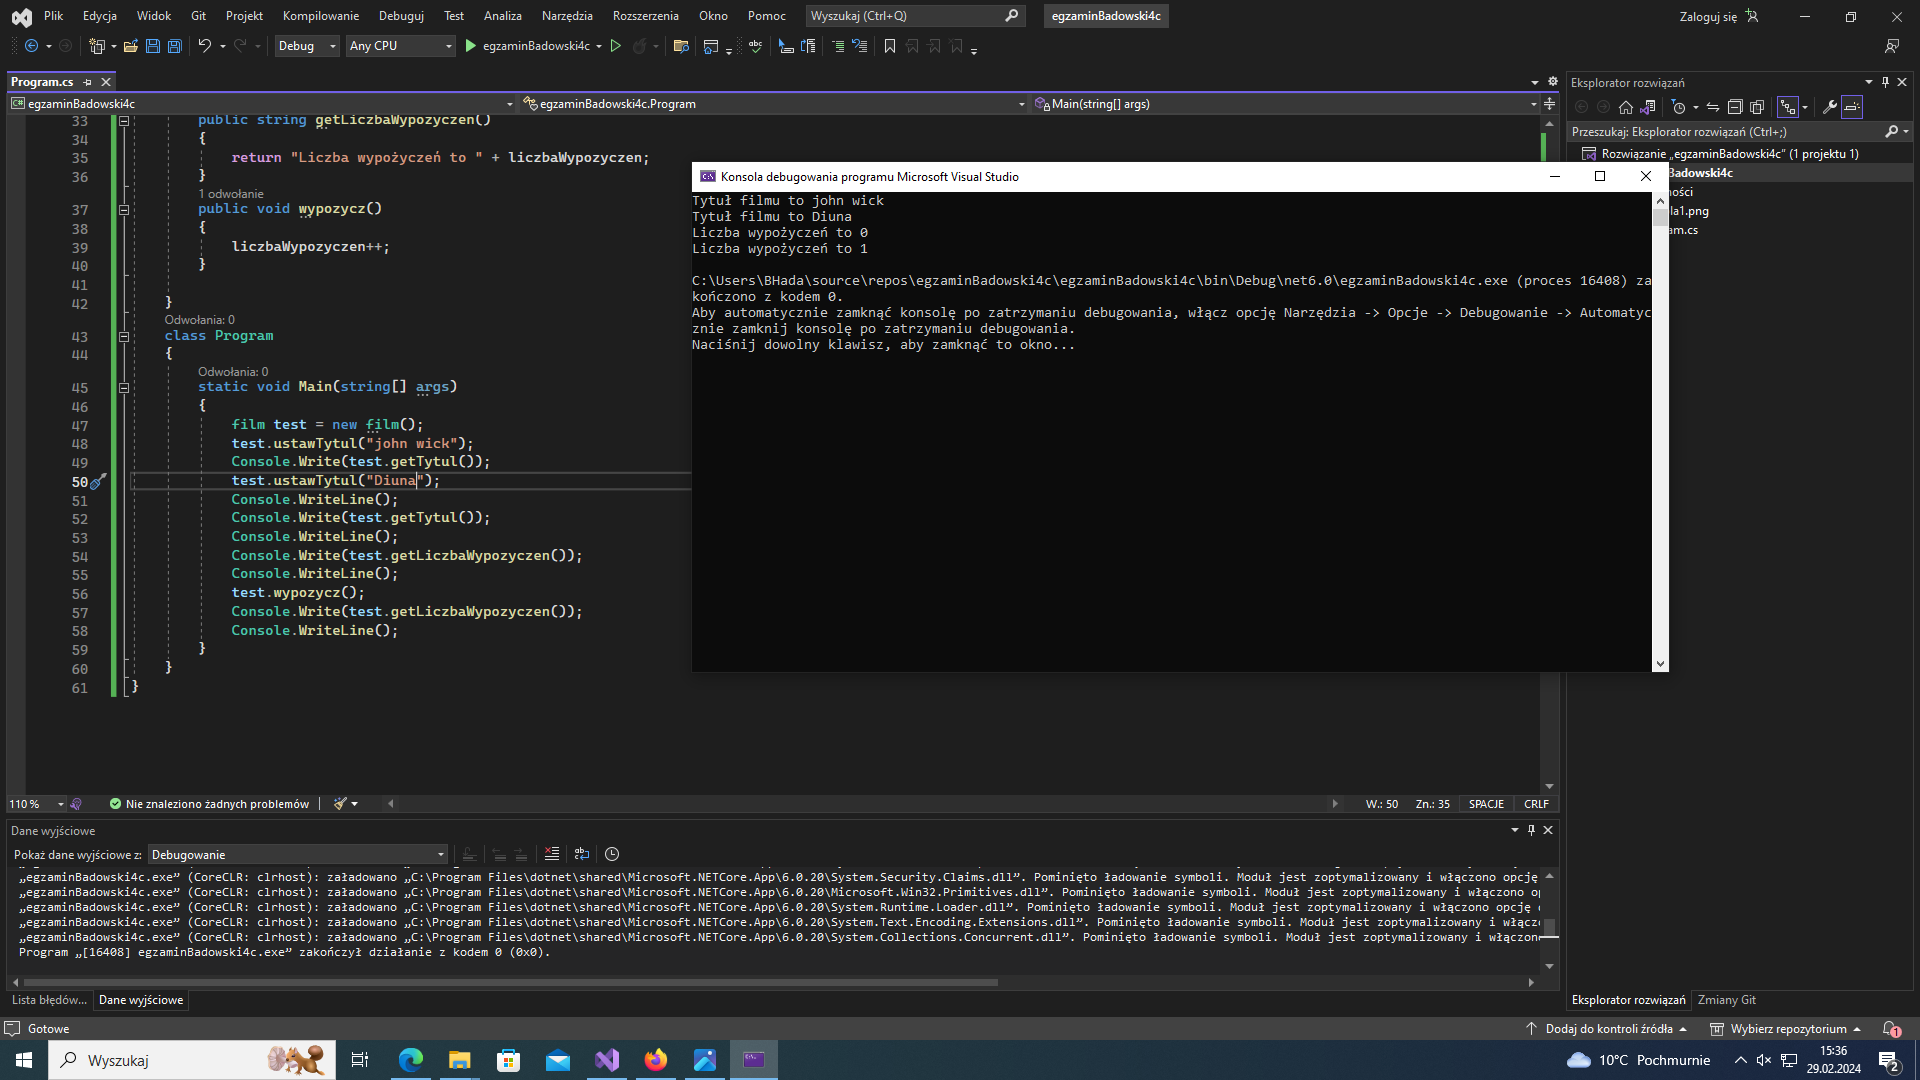 Plik Edycja Widok Git Projekt Kompilowanie Debuguj Test Analiza Narzędzia Rozszerzenia Okno Pomoc Wyszukaj (Ctrl+Q) egzaminBadowski4c Zaloguj się
Debug Any CPU egzaminBadowski4c
Program.cs
C# egzaminBadowski4c egzaminBadowski4c.Program Main(string[] args)
33 public string getLiczbaWypozyczen()
34 {
35 return "Liczba wypożyczeń to " + liczbaWypozyczen;
36 }
1 odwołanie
37 public void wypozycz()
38 {
39 liczbaWypozyczen++;
40 }
41
42 }
Odwołania: 0
43 class Program
44 {
Odwołania: 0
45 static void Main(string[] args)
46 {
47 film test = new film();
48 test.ustawTytul("john wick");
49 Console.Write(test.getTytul());
50 test.ustawTytul("Diuna");
51 Console.WriteLine();
52 Console.Write(test.getTytul());
53 Console.WriteLine();
54 Console.Write(test.getLiczbaWypozyczen());
55 Console.WriteLine();
56 test.wypozycz();
57 Console.Write(test.getLiczbaWypozyczen());
58 Console.WriteLine();
59 }
60 }
61 }
Konsola debugowania programu Microsoft Visual Studio
Tytuł filmu to john wick
Tytuł filmu to Diuna
Liczba wypożyczeń to 0
Liczba wypożyczeń to 1
C:\Users\BHada\source\repos\egzaminBadowski4c\egzaminBadowski4c\bin\Debug\net6.0\egzaminBadowski4c.exe (proces 16408) za
kończono z kodem 0.
Aby automatycznie zamknąć konsolę po zatrzymaniu debugowania, włącz opcję Narzędzia -> Opcje -> Debugowanie -> Automatyc
znie zamknij konsolę po zatrzymaniu debugowania.
Naciśnij dowolny klawisz, aby zamknąć to okno...
Eksplorator rozwiązań
Przeszukaj: Eksplorator rozwiązań (Ctrl+;)
Rozwiązanie „egzaminBadowski4c” (1 projektu 1)
Badowski4c
ności
la1.png
am.cs
110 % Nie znaleziono żadnych problemów W.: 50 Zn.: 35 SPACJE CRLF
Dane wyjściowe
Pokaż dane wyjściowe z: Debugowanie
„egzaminBadowski4c.exe” (CoreCLR: clrhost): załadowano „C:\Program Files\dotnet\shared\Microsoft.NETCore.App\6.0.20\System.Security.Claims.dll”. Pominięto ładowanie symboli. Moduł jest zoptymalizowany i włączono opcję
„egzaminBadowski4c.exe” (CoreCLR: clrhost): załadowano „C:\Program Files\dotnet\shared\Microsoft.NETCore.App\6.0.20\Microsoft.Win32.Primitives.dll”. Pominięto ładowanie symboli. Moduł jest zoptymalizowany i włączono op
„egzaminBadowski4c.exe” (CoreCLR: clrhost): załadowano „C:\Program Files\dotnet\shared\Microsoft.NETCore.App\6.0.20\System.Runtime.Loader.dll”. Pominięto ładowanie symboli. Moduł jest zoptymalizowany i włączono opcję
„egzaminBadowski4c.exe” (CoreCLR: clrhost): załadowano „C:\Program Files\dotnet\shared\Microsoft.NETCore.App\6.0.20\System.Text.Encoding.Extensions.dll”. Pominięto ładowanie symboli. Moduł jest zoptymalizowany i włącz
„egzaminBadowski4c.exe” (CoreCLR: clrhost): załadowano „C:\Program Files\dotnet\shared\Microsoft.NETCore.App\6.0.20\System.Collections.Concurrent.dll”. Pominięto ładowanie symboli. Moduł jest zoptymalizowany i włączon
Program „[16408] egzaminBadowski4c.exe” zakończył działanie z kodem 0 (0x0).
Lista błędów... Dane wyjściowe Eksplorator rozwiązań Zmiany Git
Gotowe Dodaj do kontroli źródła Wybierz repozytorium 1
Wyszukaj 10°C Pochmurnie 15:36
29.02.2024 2